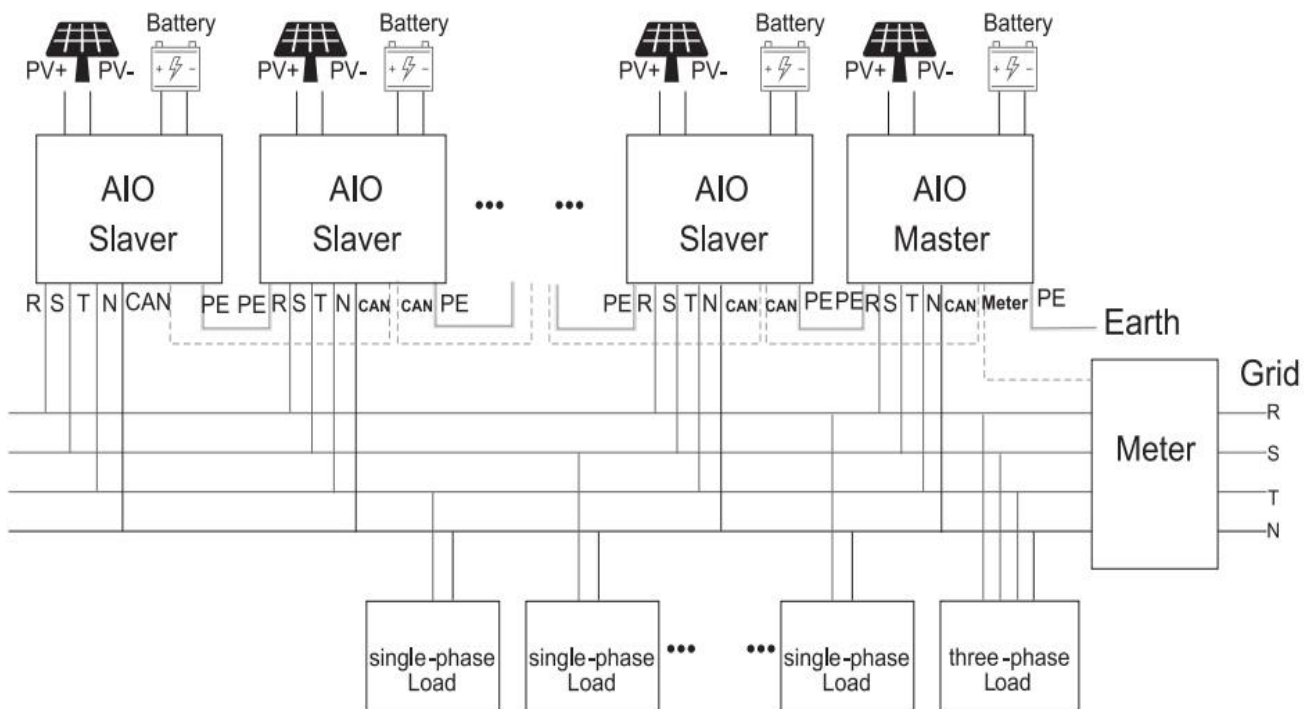 Battery Battery Battery Battery
PV+ PV- PV+ PV- PV+ PV- PV+ PV-
+ - + - + - + -
AIO Slaver
AIO Slaver
••• •••
AIO Slaver
AIO Master
R S T N CAN PE PE R S T N CAN CAN PE PE R S T N CAN CAN PE PE R S T N CAN Meter PE
Earth
Grid
R
Meter
S
T
N
single-phase Load
single-phase Load
••• •••
single-phase Load
three-phase Load